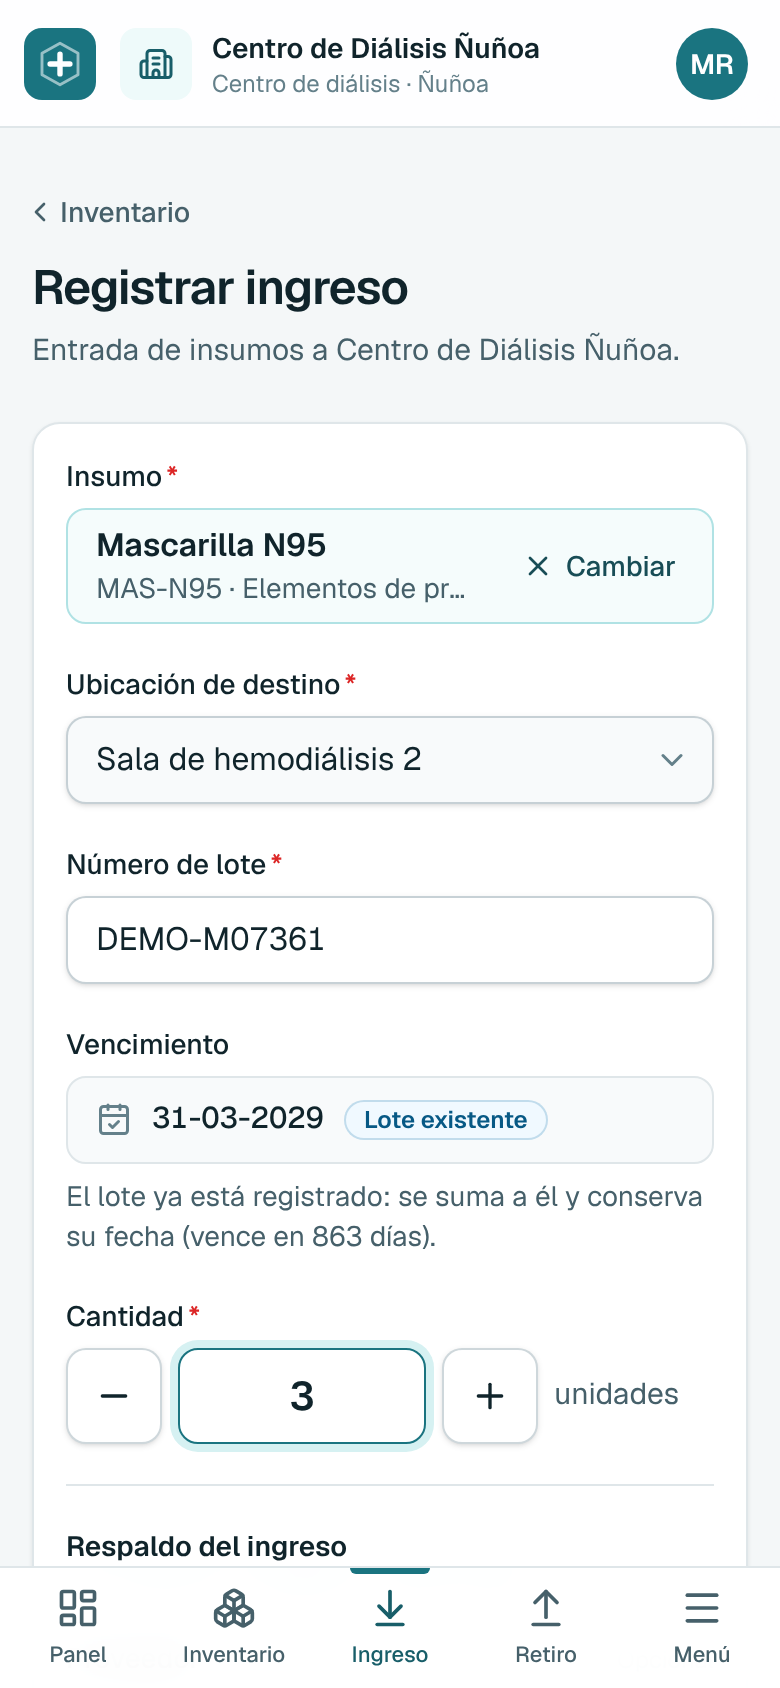 Centro de Diálisis Ñuñoa
Centro de diálisis · Ñuñoa
MR
Inventario
Registrar ingreso
Entrada de insumos a Centro de Diálisis Ñuñoa.
Insumo *
Mascarilla N95
MAS-N95 · Elementos de pr...
Cambiar
Ubicación de destino *
Sala de hemodiálisis 2
Número de lote *
DEMO-M07361
Vencimiento
31-03-2029
Lote existente
El lote ya está registrado: se suma a él y conserva
su fecha (vence en 863 días).
Cantidad *
3
unidades
Respaldo del ingreso
Panel
Inventario
Ingreso
Retiro
Menú